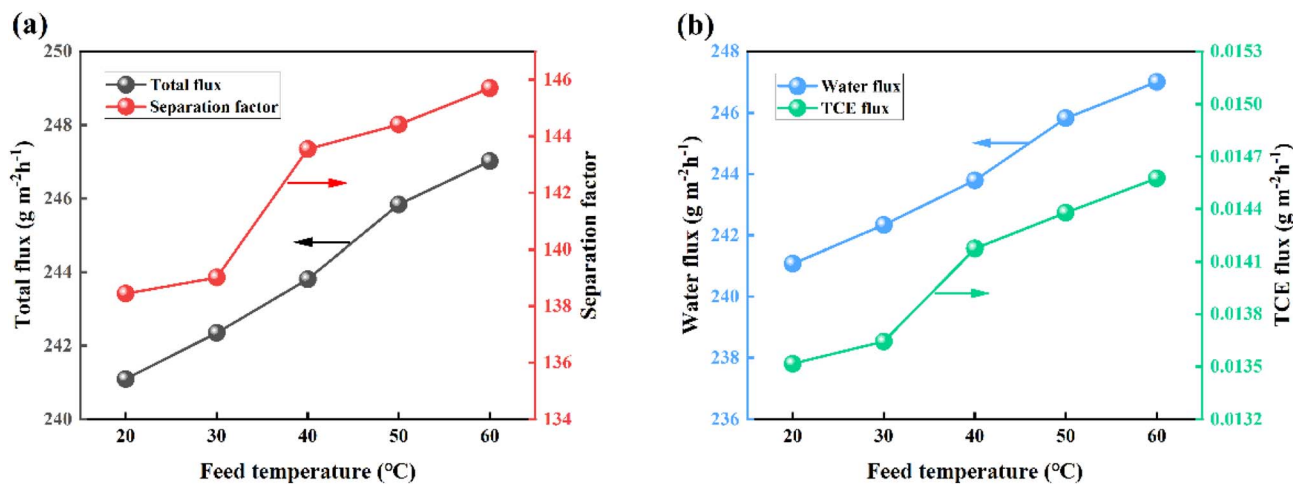 (a)
Total flux (g m⁻²h⁻¹)
250
248
246
244
242
240
Total flux
Separation factor
146
144
142
140
138
136
134
Separation factor
20 30 40 50 60
Feed temperature (°C)
(b)
Water flux (g m⁻²h⁻¹)
248
246
244
242
240
238
236
Water flux
TCE flux
0.0153
0.0150
0.0147
0.0144
0.0141
0.0138
0.0135
0.0132
TCE flux (g m⁻²h⁻¹)
20 30 40 50 60
Feed temperature (°C)